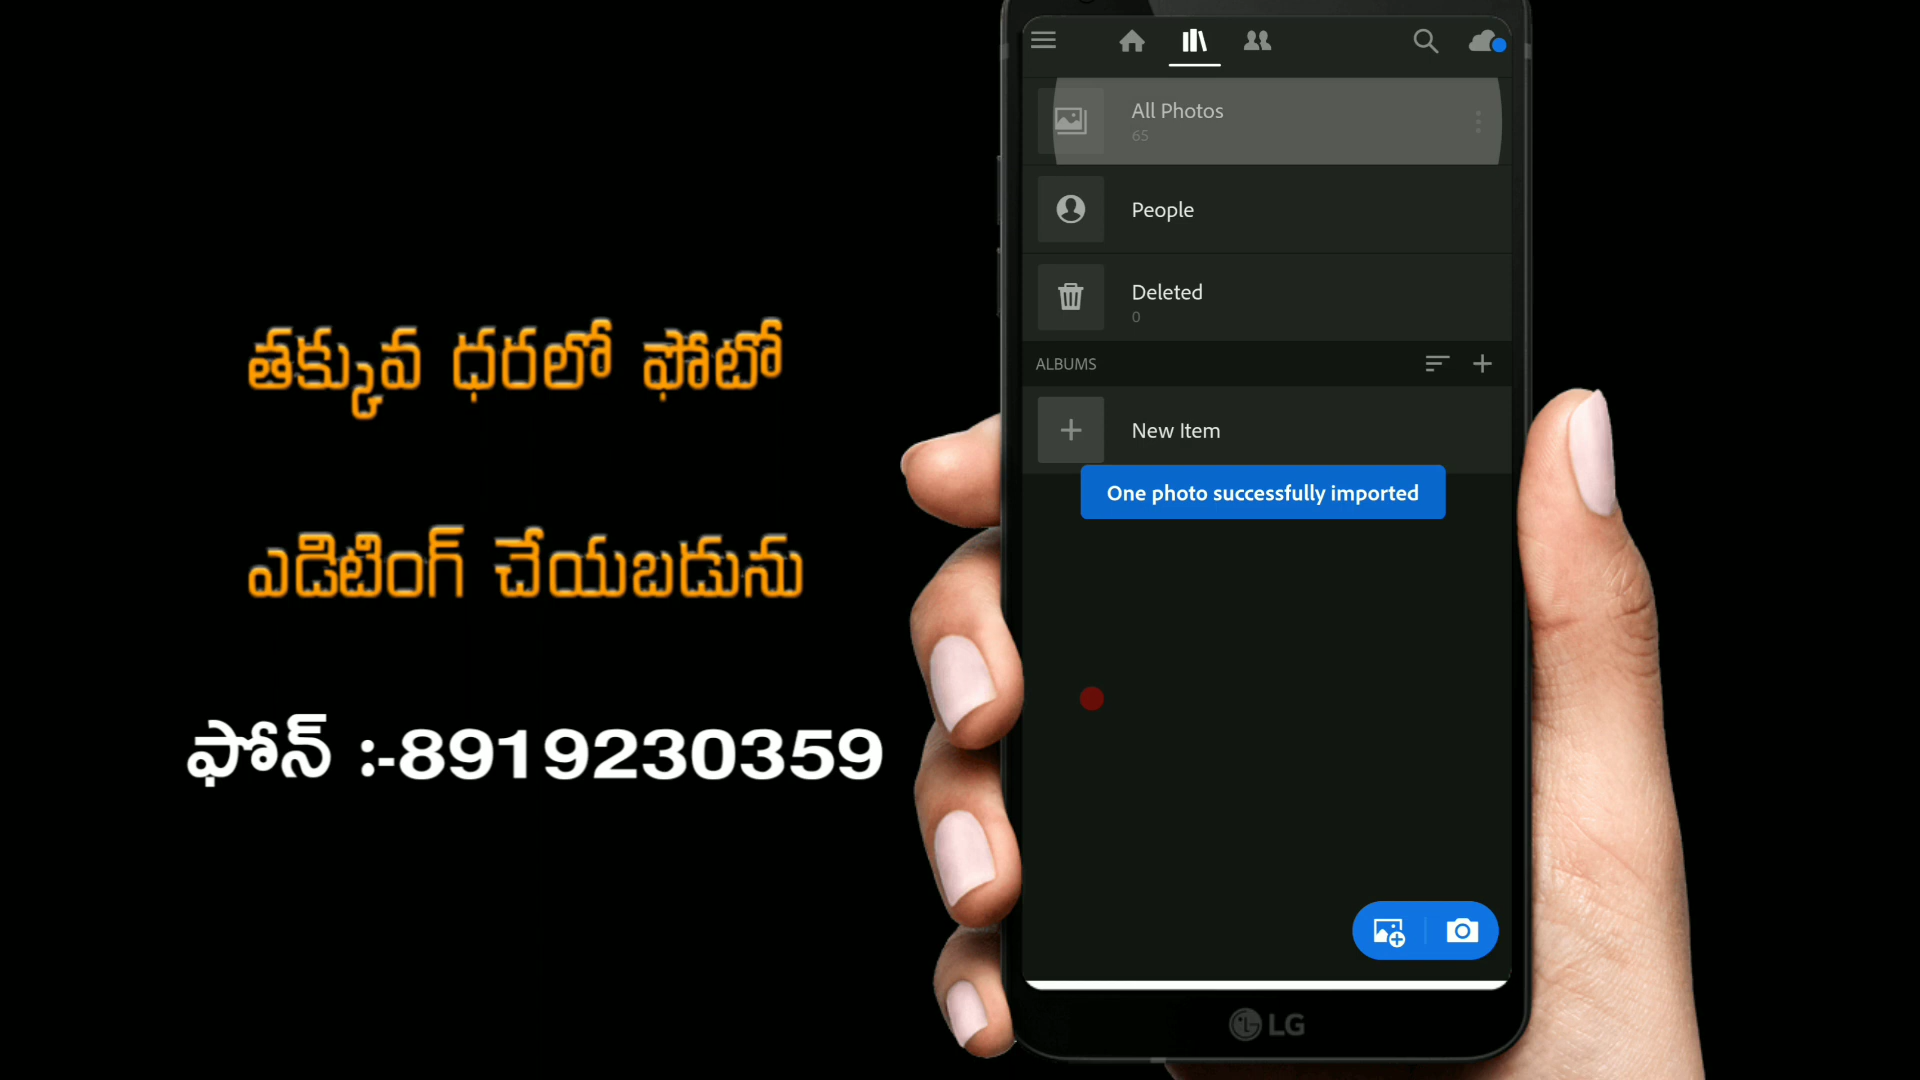 తక్కువ ధరలో ఫోటో
ఎడిటింగ్ చేయబడును
ఫోన్ :-8919230359
All Photos
65
People
Deleted
0
ALBUMS
New Item
One photo successfully imported
LG